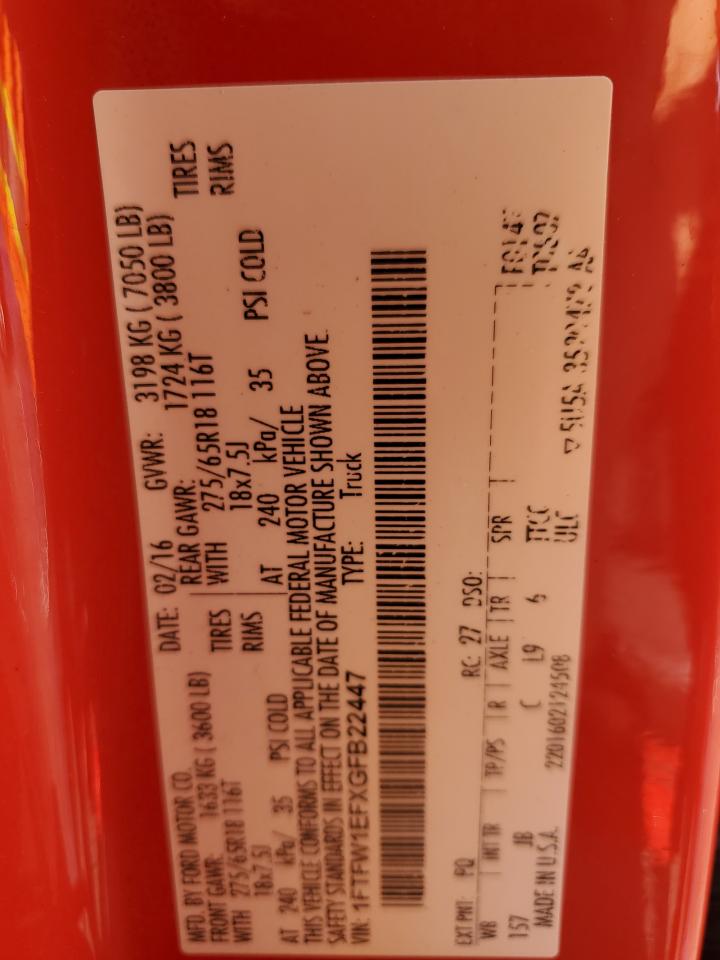 MFD. BY FORD MOTOR CO. DATE: 02/16 GVWR: 3198 KG ( 7050 LB)
FRONT GAWR: 1633 KG ( 3600 LB) REAR GAWR: 1724 KG ( 3800 LB)
WITH 275/65R18 116T TIRES WITH 275/65R18 116T TIRES
18x7.5J RIMS 18x7.5J RIMS
AT 240 kPa/ 35 PSI COLD AT 240 kPa/ 35 PSI COLD
THIS VEHICLE CONFORMS TO ALL APPLICABLE FEDERAL MOTOR VEHICLE
SAFETY STANDARDS IN EFFECT ON THE DATE OF MANUFACTURE SHOWN ABOVE.
VIN: 1FTFW1EFXGFB22447 TYPE: Truck
EXT PNT: PQ RC: 27 DSO:
WB INT TR TP/PS R AXLE TR SPR
157 JB C L9 6
MADE IN U.S.A. 2201602124508 ULC